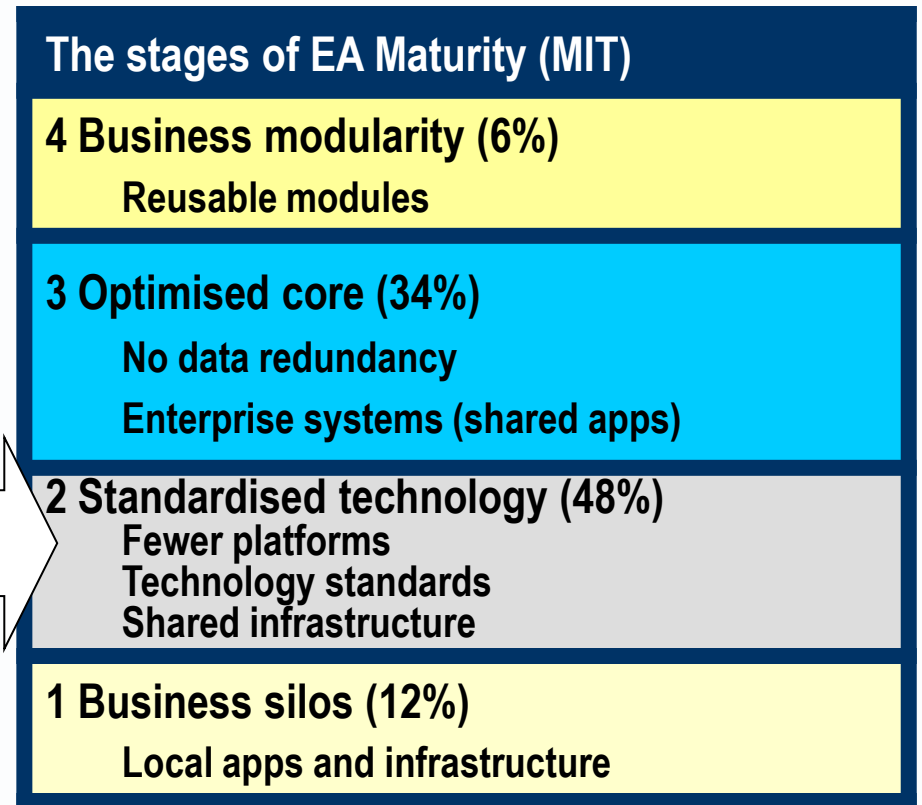 The stages of EA Maturity (MIT)
4 Business modularity (6%)
Reusable modules
3 Optimised core (34%)
No data redundancy
Enterprise systems (shared apps)
2 Standardised technology (48%)
Fewer platforms
Technology standards
Shared infrastructure
1 Business silos (12%)
Local apps and infrastructure